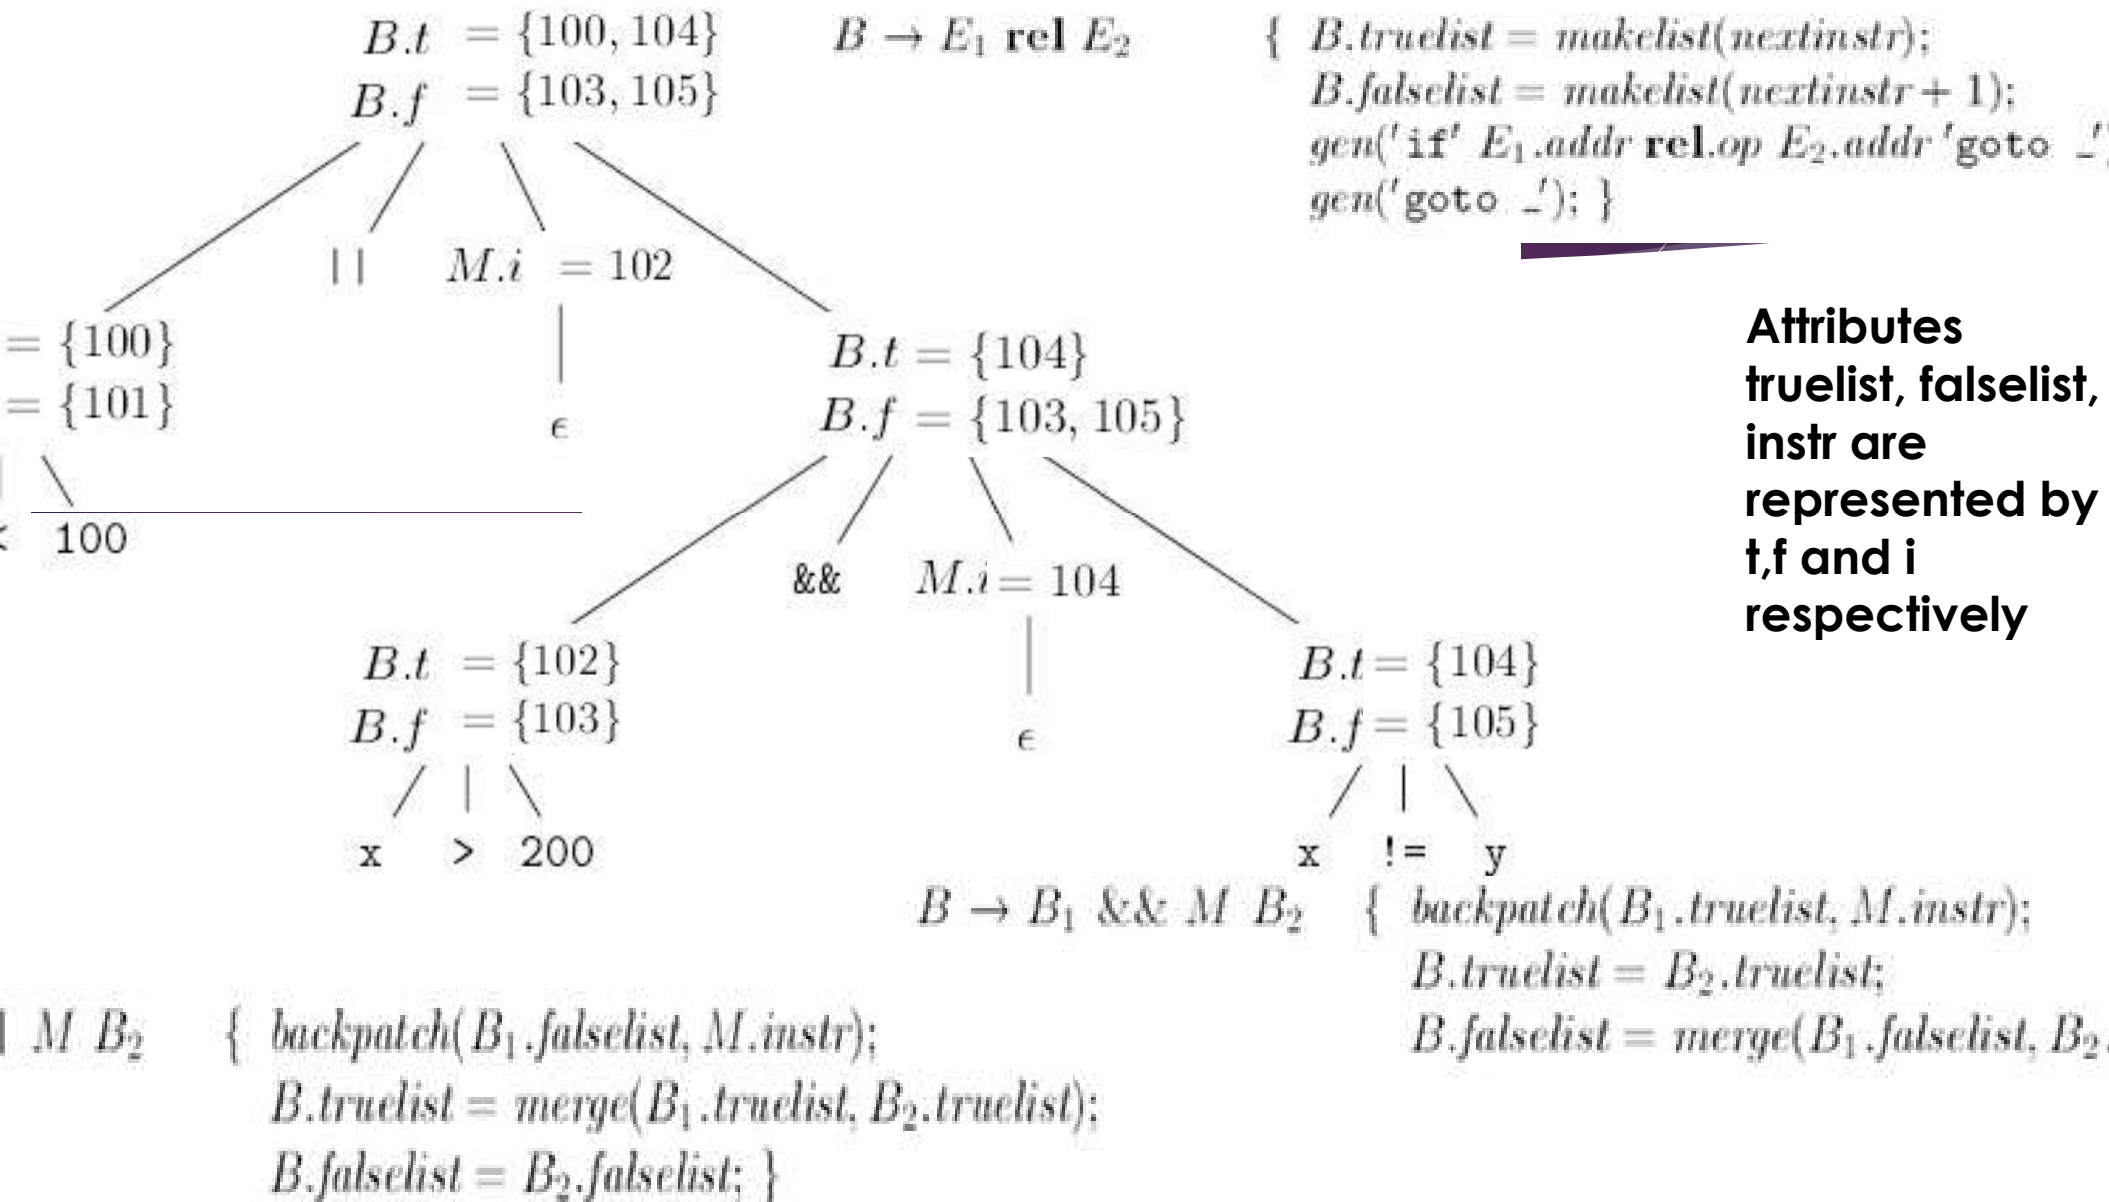 B.t = {100, 104}
B.f = {103, 105}
B → E₁ rel E₂ { B.truelist = makelist(nextinstr);
B.falselist = makelist(nextinstr + 1);
gen('if' E₁.addr rel.op E₂.addr 'goto _'
gen('goto _'); }
|| M.i = 102
= {100}
= {101}
ϵ
B.t = {104}
B.f = {103, 105}
Attributes
truelist, falselist,
instr are
represented by
t,f and i
respectively
< 100
&& M.i = 104
B.t = {102}
B.f = {103}
ϵ
B.t = {104}
B.f = {105}
x > 200
x != y
B → B₁ && M B₂ { backpatch(B₁.truelist, M.instr);
B.truelist = B₂.truelist;
B.falselist = merge(B₁.falselist, B₂.
| M B₂ { backpatch(B₁.falselist, M.instr);
B.truelist = merge(B₁.truelist, B₂.truelist);
B.falselist = B₂.falselist; }